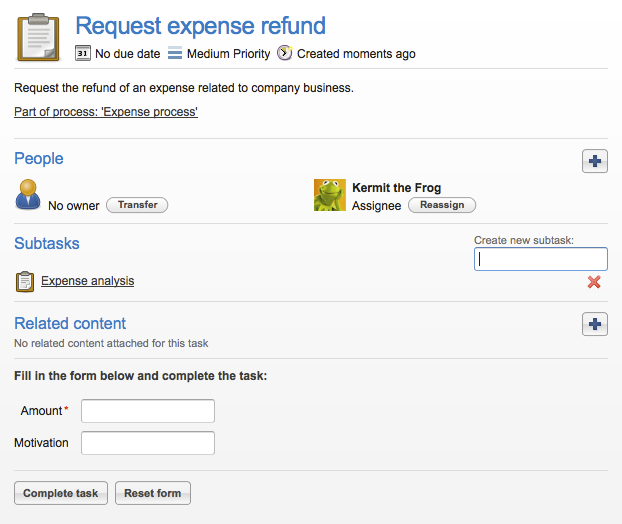 Request expense refund
31 No due date Medium Priority Created moments ago
Request the refund of an expense related to company business.
Part of process: 'Expense process'
People
No owner Transfer
Kermit the Frog
Assignee Reassign
Subtasks
Create new subtask:
Expense analysis
Related content
No related content attached for this task
Fill in the form below and complete the task:
Amount*
Motivation
Complete task Reset form